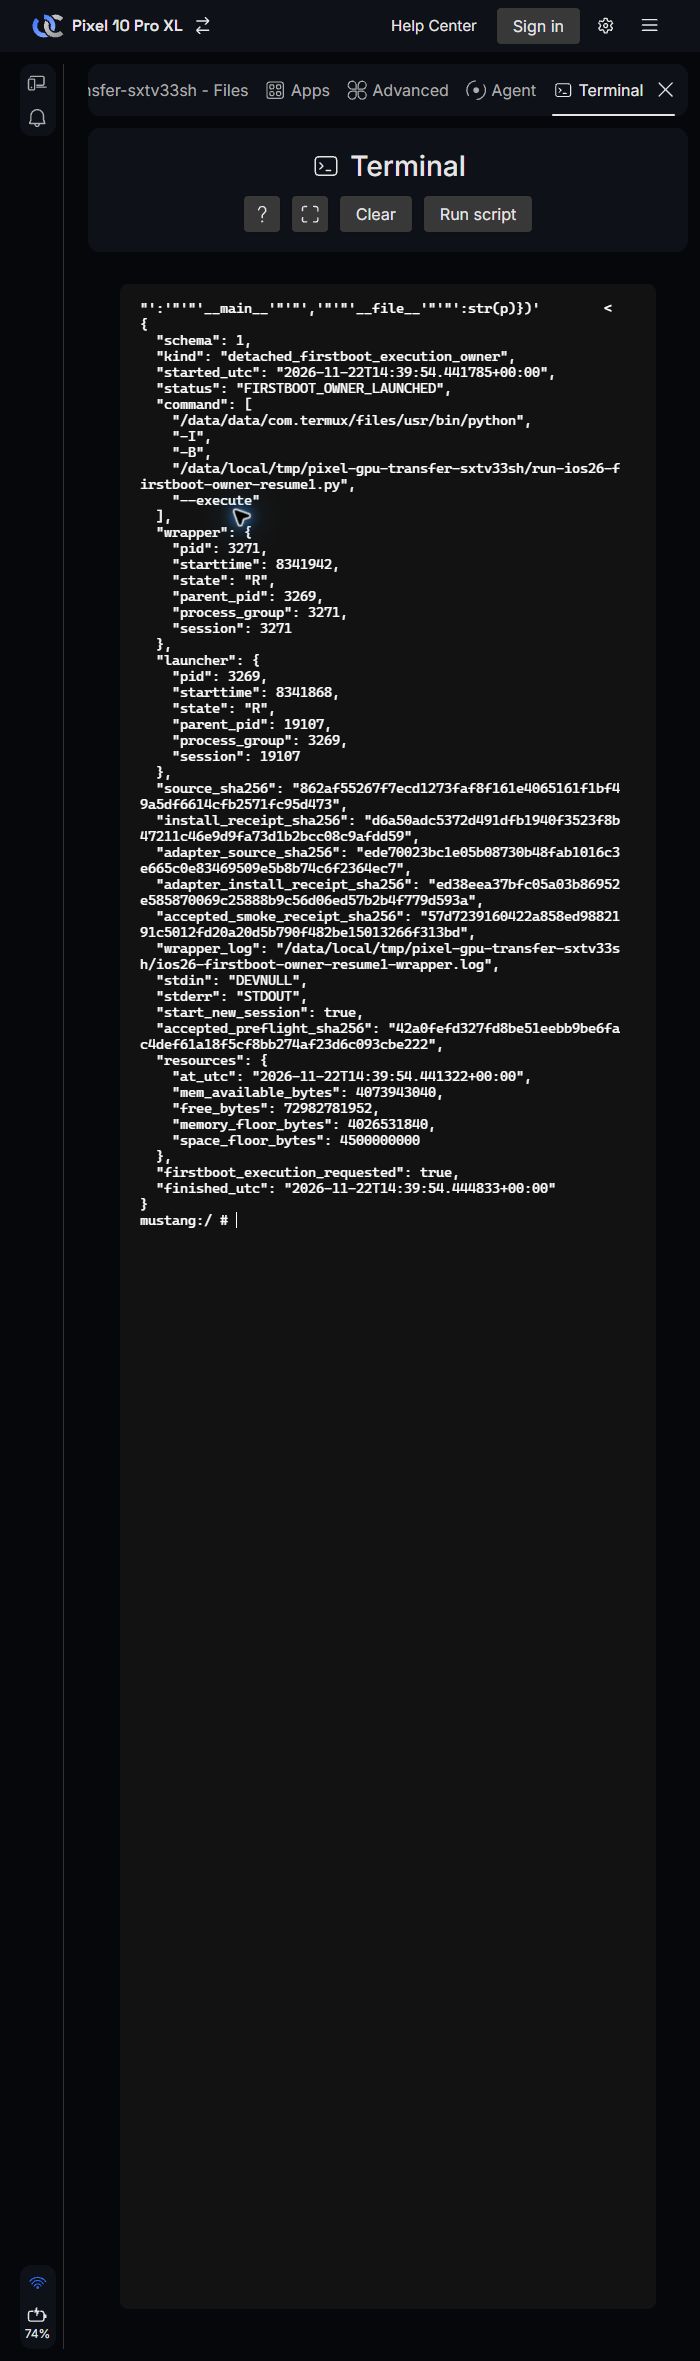 Pixel 10 Pro XL
Help Center
Sign in
nsfer-sxtv33sh - Files
Apps
Advanced
Agent
Terminal
Terminal
?
Clear
Run script
"':'"'"'__main__'"'"','"'"'__file__'"'"':str(p)})' <
{
"schema": 1,
"kind": "detached_firstboot_execution_owner",
"started_utc": "2026-11-22T14:39:54.441785+00:00",
"status": "FIRSTBOOT_OWNER_LAUNCHED",
"command": [
"/data/data/com.termux/files/usr/bin/python",
"-I",
"-B",
"/data/local/tmp/pixel-gpu-transfer-sxtv33sh/run-ios26-f
irstboot-owner-resume1.py",
"--execute"
],
"wrapper": {
"pid": 3271,
"starttime": 8341942,
"state": "R",
"parent_pid": 3269,
"process_group": 3271,
"session": 3271
},
"launcher": {
"pid": 3269,
"starttime": 8341868,
"state": "R",
"parent_pid": 19107,
"process_group": 3269,
"session": 19107
},
"source_sha256": "862af55267f7ecd1273faf8f161e4065161f1bf4
9a5df6614cfb2571fc95d473",
"install_receipt_sha256": "d6a50adc5372d491dfb1940f3523f8b
47211c46e9d9fa73d1b2bcc08c9afdd59",
"adapter_source_sha256": "ede70023bc1e05b08730b48fab1016c3
e665c0e83469509e5b8b74c6f2364ec7",
"adapter_install_receipt_sha256": "ed38eea37bfc05a03b86952
e585870069c25888b9c56d06ed57b2b4f779d593a",
"accepted_smoke_receipt_sha256": "57d7239160422a858ed98821
91c5012fd20a20d5b790f482be15013266f313bd",
"wrapper_log": "/data/local/tmp/pixel-gpu-transfer-sxtv33s
h/ios26-firstboot-owner-resume1-wrapper.log",
"stdin": "DEVNULL",
"stderr": "STDOUT",
"start_new_session": true,
"accepted_preflight_sha256": "42a0fefd327fd8be51eebb9be6fa
c4def61a18f5cf8bb274af23d6c093cbe222",
"resources": {
"at_utc": "2026-11-22T14:39:54.441322+00:00",
"mem_available_bytes": 4073943040,
"free_bytes": 72982781952,
"memory_floor_bytes": 4026531840,
"space_floor_bytes": 4500000000
},
"firstboot_execution_requested": true,
"finished_utc": "2026-11-22T14:39:54.444833+00:00"
}
mustang:/ #
74%